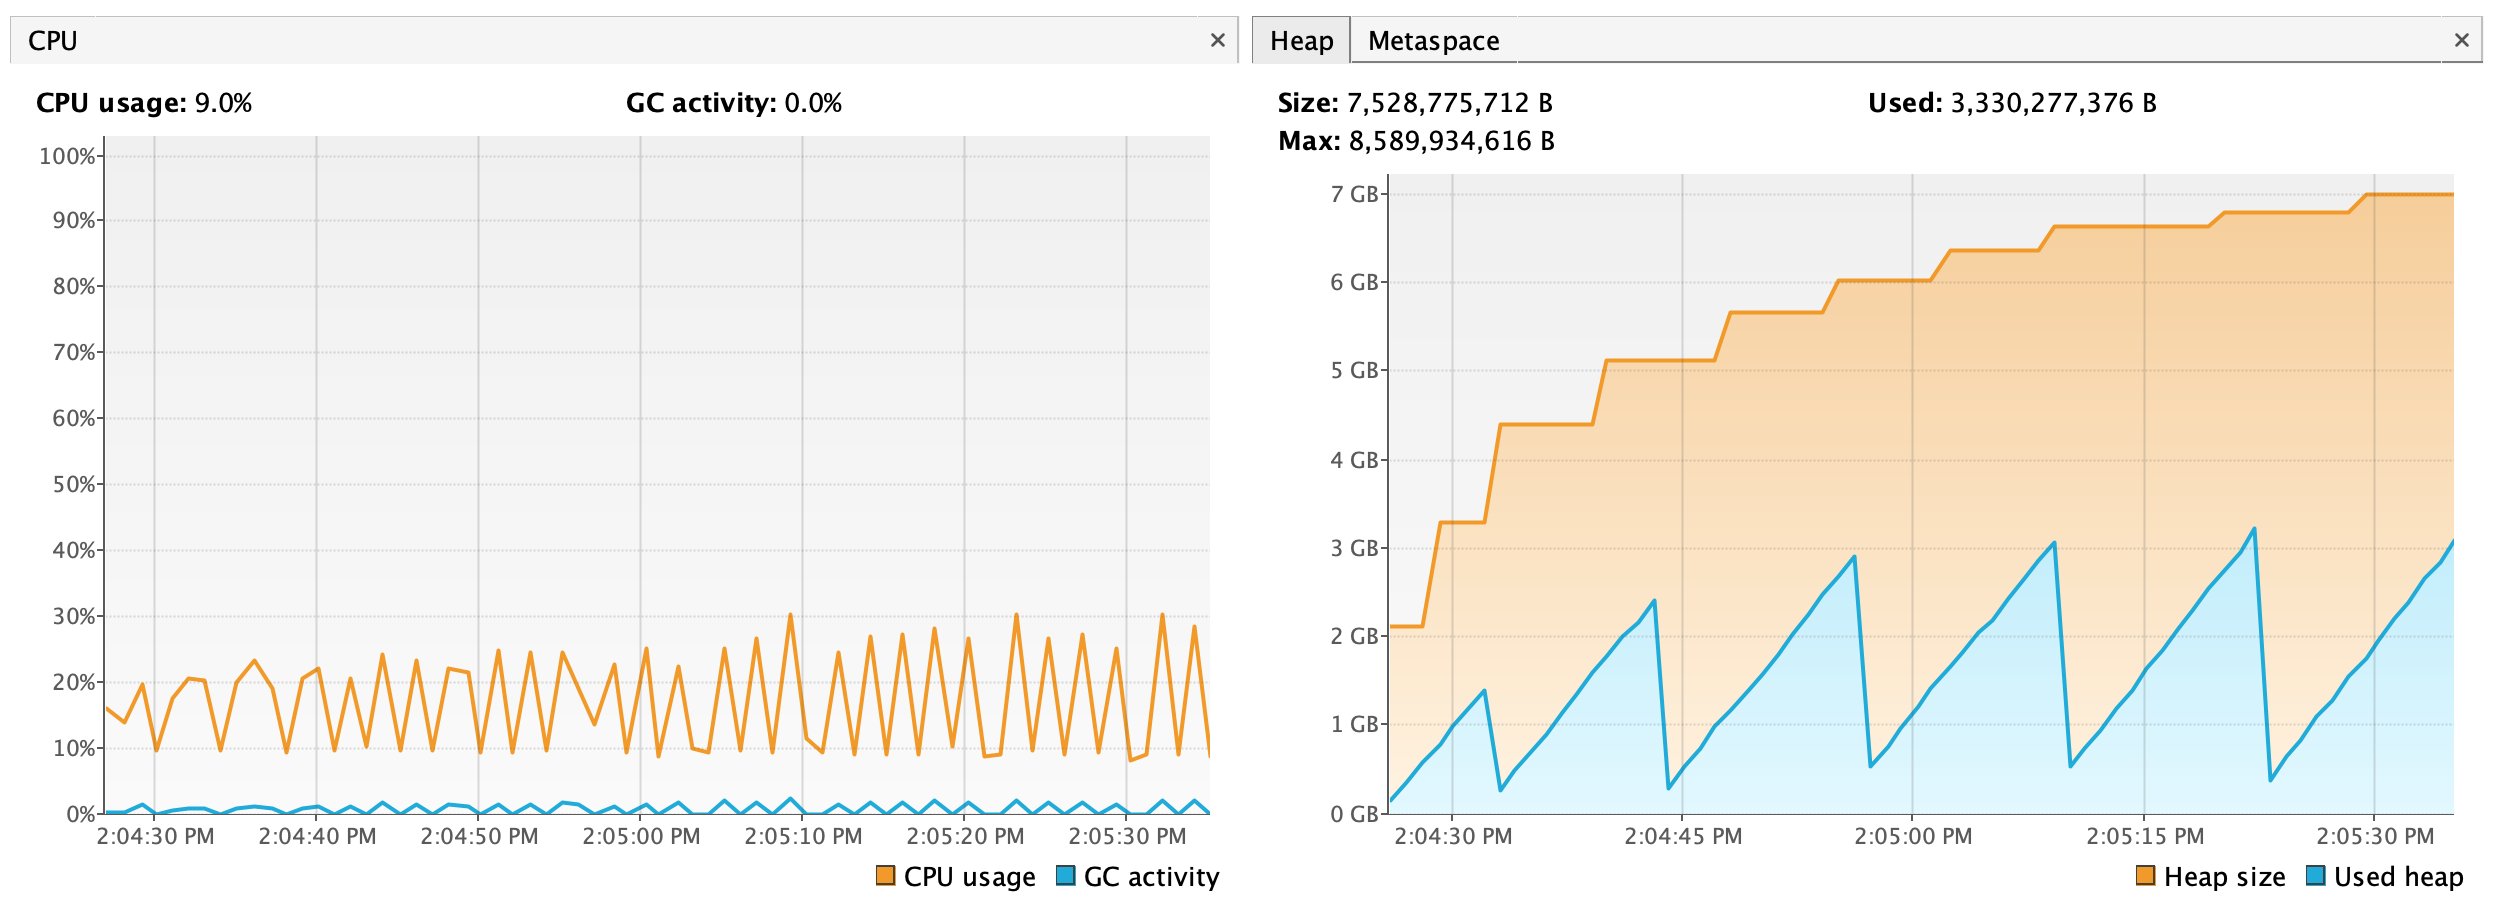 CPU ×
CPU usage: 9.0% GC activity: 0.0%
100%
90%
80%
70%
60%
50%
40%
30%
20%
10%
0%
2:04:30 PM 2:04:40 PM 2:04:50 PM 2:05:00 PM 2:05:10 PM 2:05:20 PM 2:05:30 PM
CPU usage GC activity
Heap Metaspace ×
Size: 7,528,775,712 B Used: 3,330,277,376 B
Max: 8,589,934,616 B
7 GB
6 GB
5 GB
4 GB
3 GB
2 GB
1 GB
0 GB
2:04:30 PM 2:04:45 PM 2:05:00 PM 2:05:15 PM 2:05:30 PM
Heap size Used heap